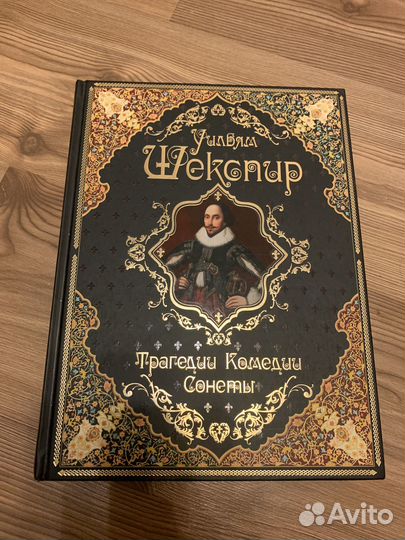 Уильям
Шекспир
Трагедии Комедии
Сонеты
Avito